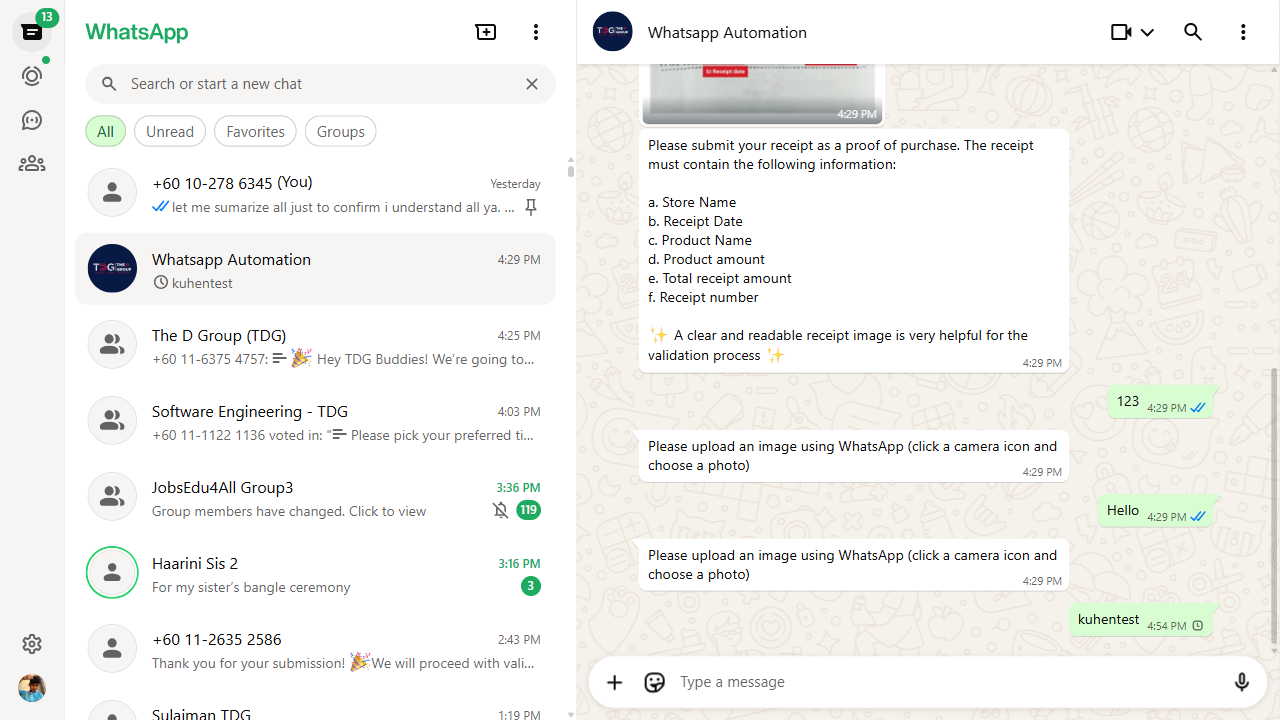 13
WhatsApp
Search or start a new chat
All
Unread
Favorites
Groups
+60 10-278 6345 (You)
Yesterday
let me sumarize all just to confirm i understand all ya. ...
Whatsapp Automation
4:29 PM
kuhentest
The D Group (TDG)
4:25 PM
+60 11-6375 4757: 🎉 Hey TDG Buddies! We’re going to...
Software Engineering - TDG
4:03 PM
+60 11-1122 1136 voted in: "Please pick your preferred ti...
JobsEdu4All Group3
3:36 PM
Group members have changed. Click to view
119
Haarini Sis 2
3:16 PM
For my sister’s bangle ceremony
3
+60 11-2635 2586
2:43 PM
Thank you for your submission! 🎉We will proceed with vali...
Sulaiman TDG
1:19 PM
Whatsapp Automation
to Receipt date
4:29 PM
Please submit your receipt as a proof of purchase. The receipt
must contain the following information:
a. Store Name
b. Receipt Date
c. Product Name
d. Product amount
e. Total receipt amount
f. Receipt number
✨ A clear and readable receipt image is very helpful for the
validation process ✨
4:29 PM
123
4:29 PM
Please upload an image using WhatsApp (click a camera icon and
choose a photo)
4:29 PM
Hello
4:29 PM
Please upload an image using WhatsApp (click a camera icon and
choose a photo)
4:29 PM
kuhentest
4:54 PM
Type a message